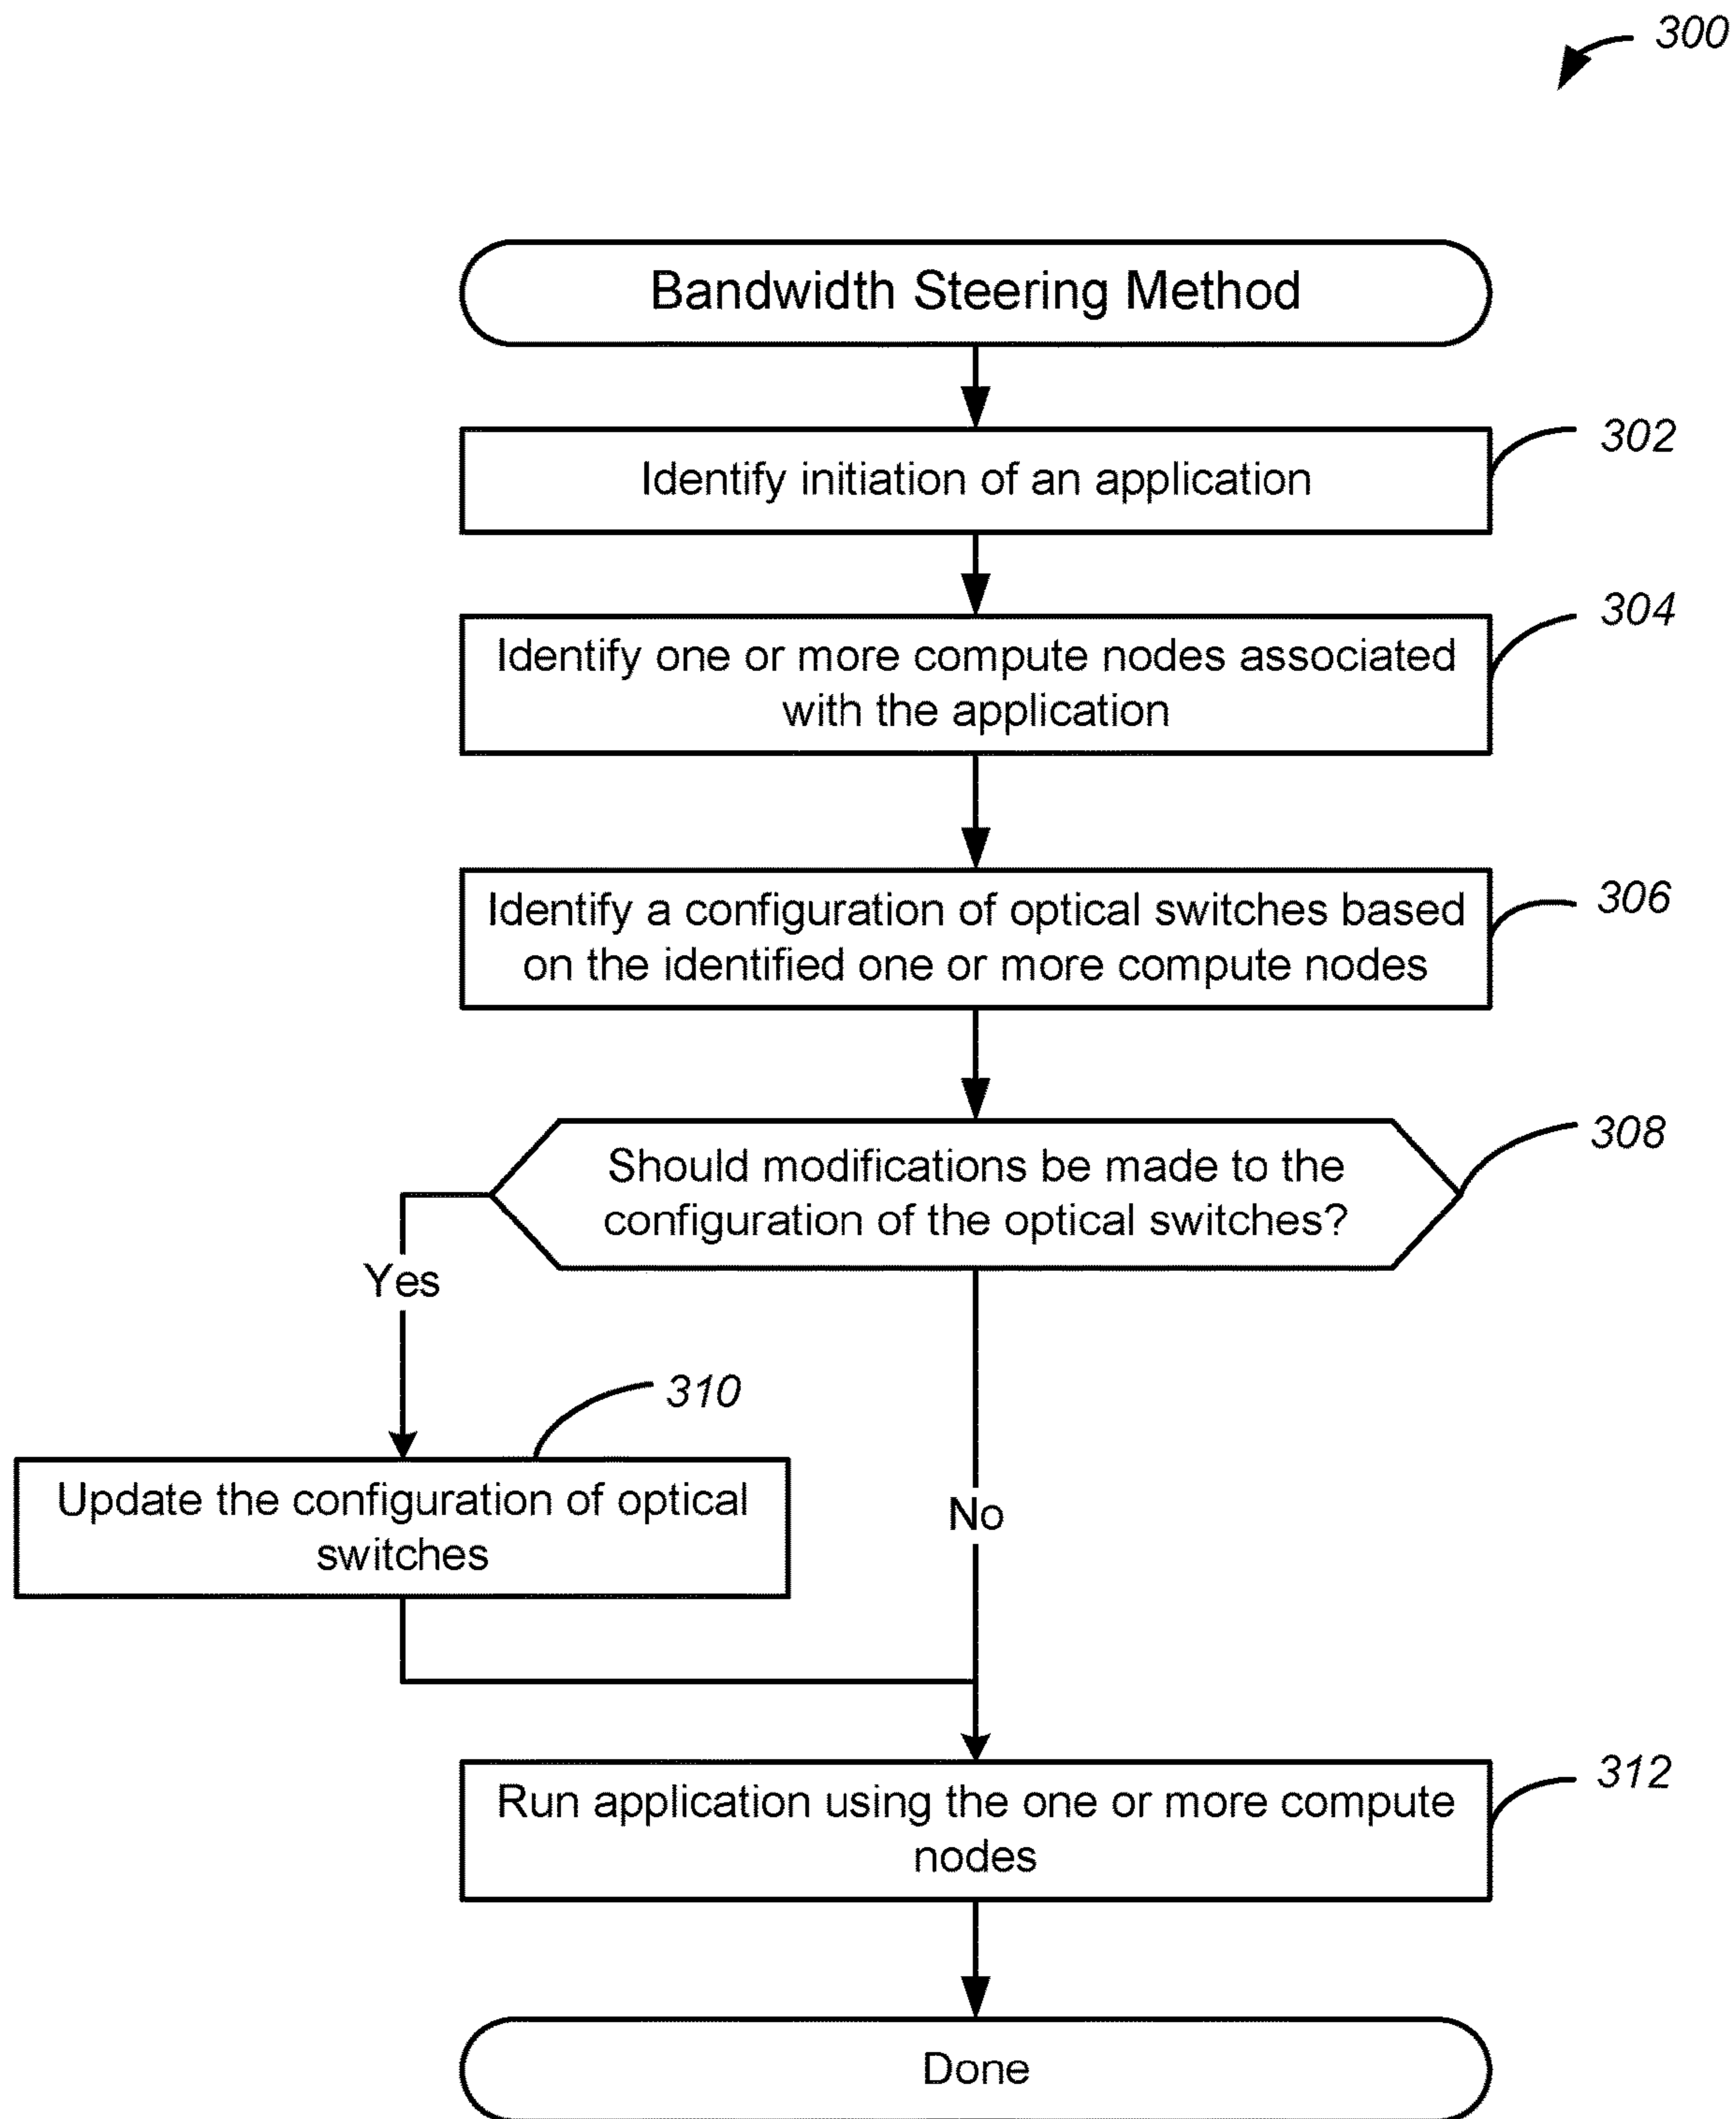 300
Bandwidth Steering Method
302
Identify initiation of an application
304
Identify one or more compute nodes associated
with the application
306
Identify a configuration of optical switches based
on the identified one or more compute nodes
308
Should modifications be made to the
configuration of the optical switches?
Yes
310
Update the configuration of optical
switches
No
312
Run application using the one or more compute
nodes
Done